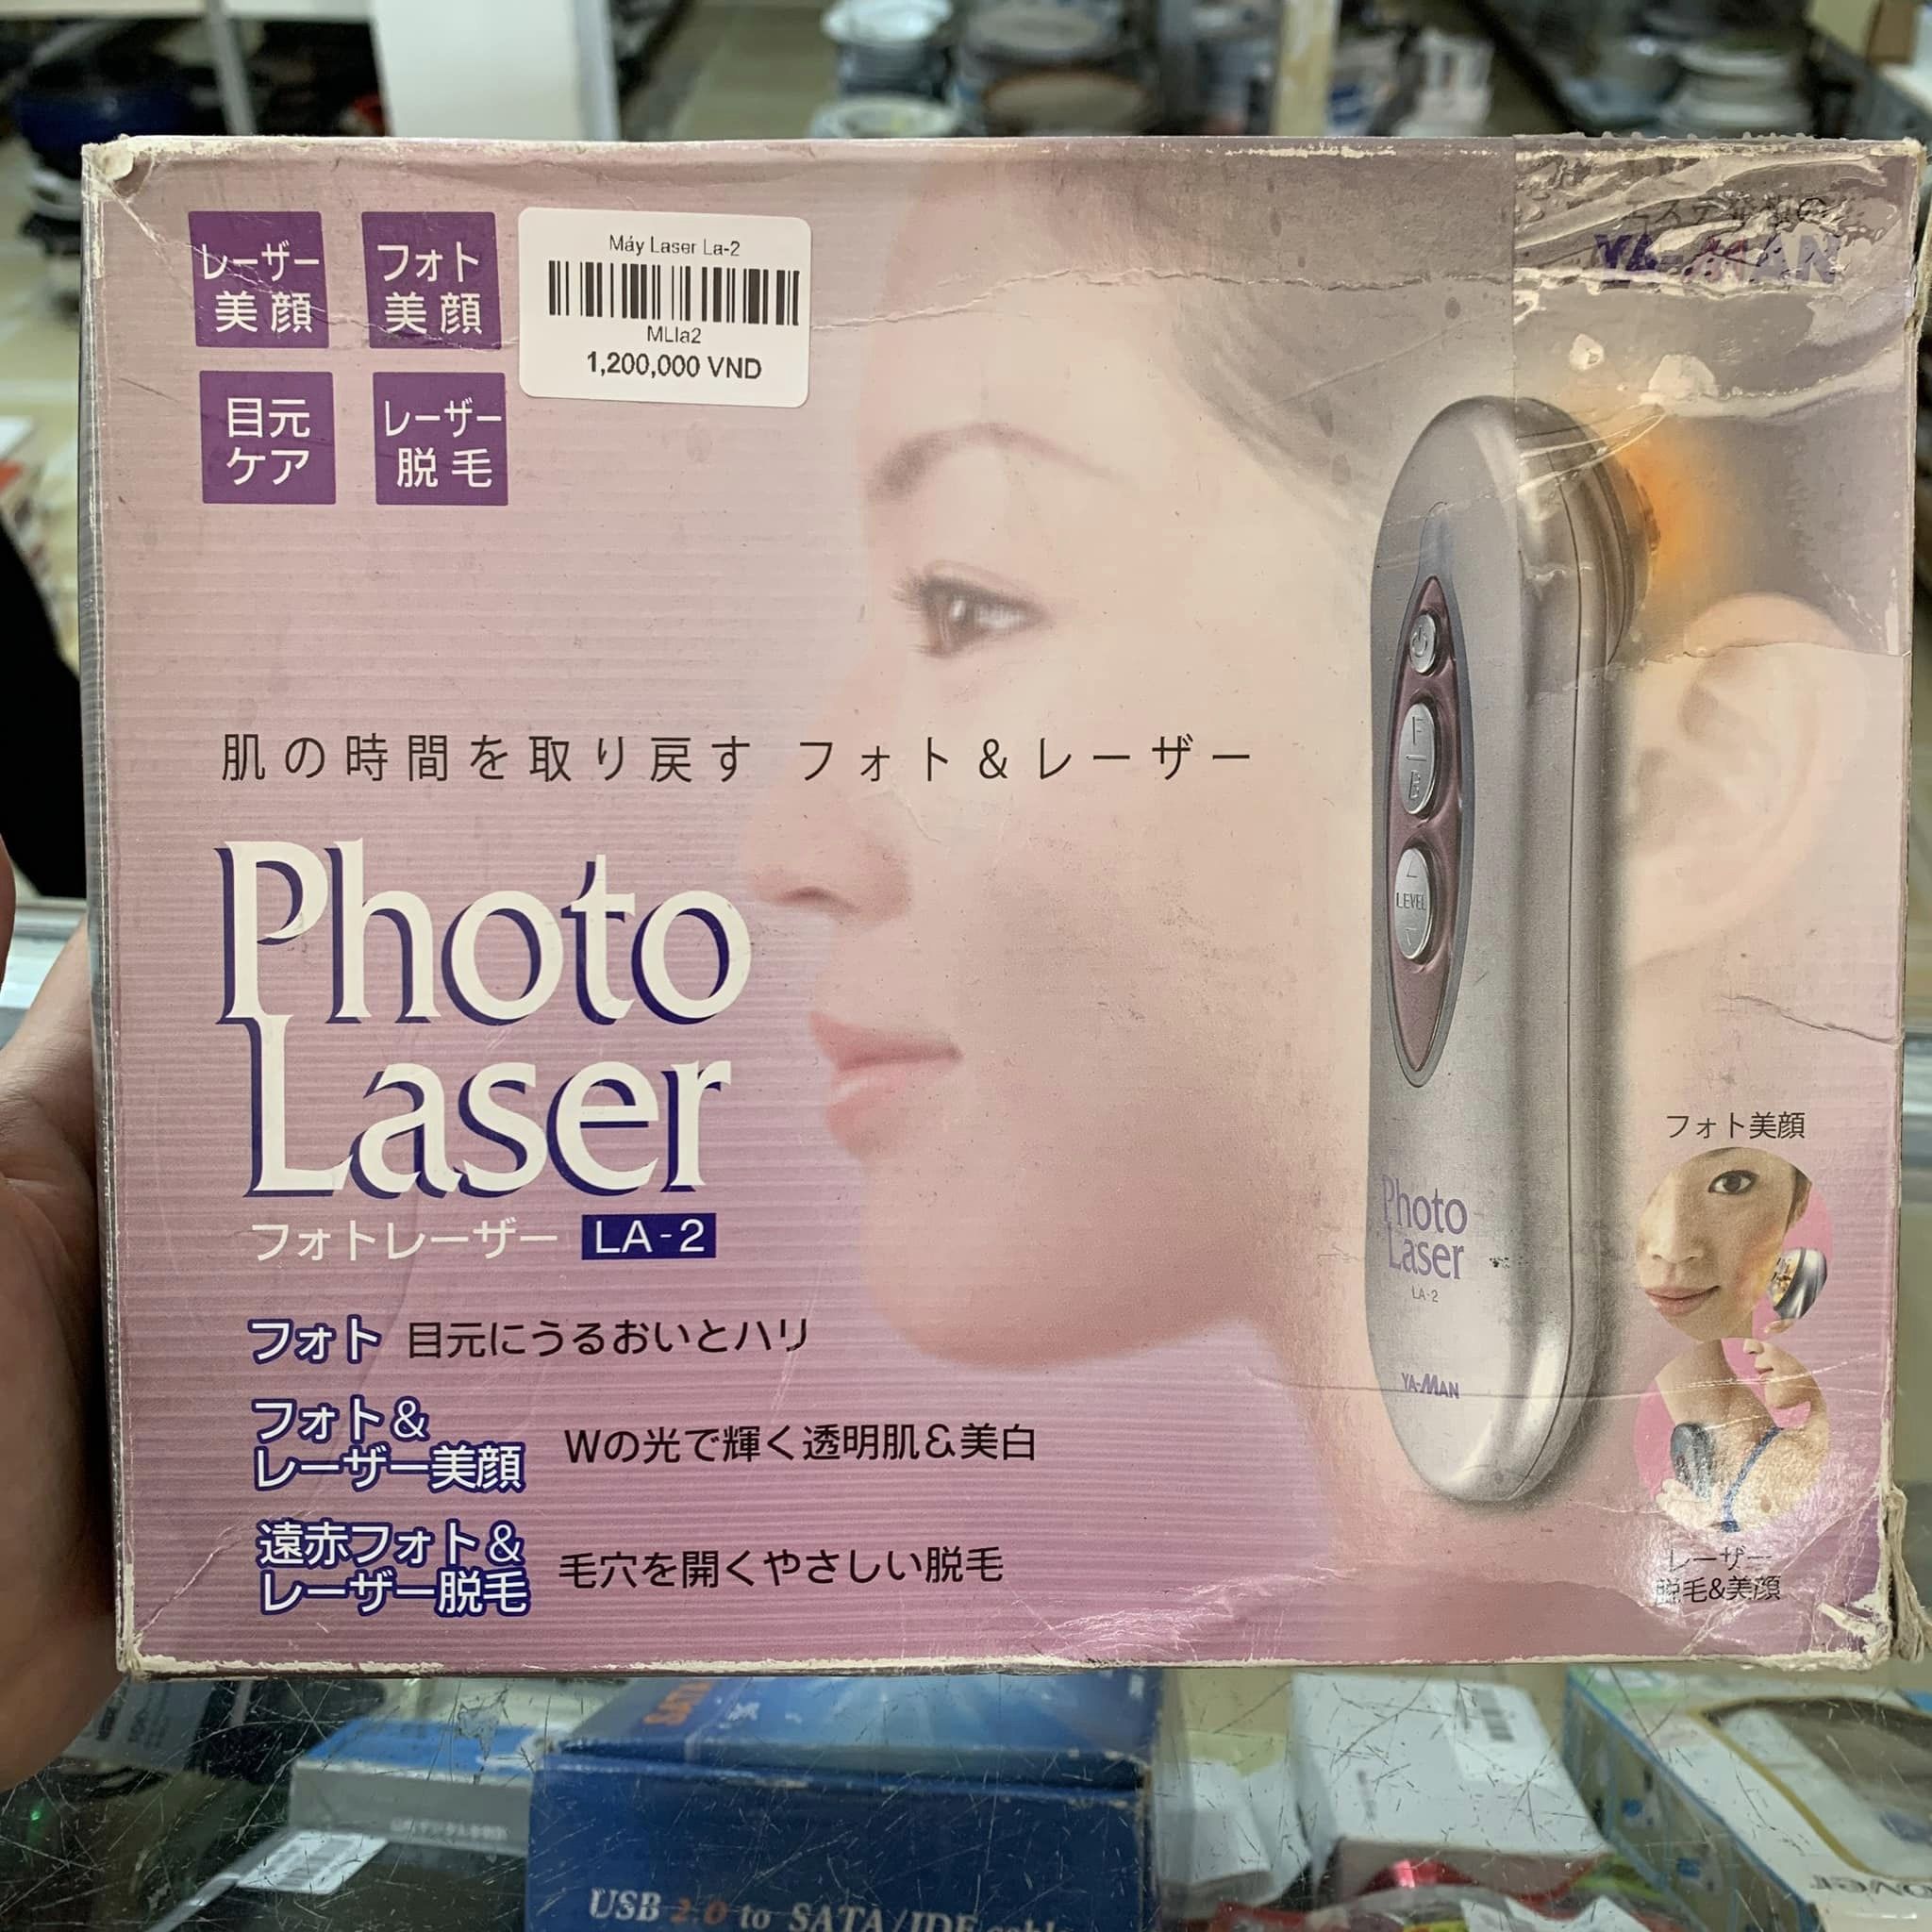 レーザー
美顔
フォト
美顔
目元
ケア
レーザー
脱毛
Máy Laser La-2
MLla2
1,200,000 VND
YA-MAN
肌の時間を取り戻す フォト&レーザー
Photo
Laser
フォトレーザー LA-2
フォト 目元にうるおいとハリ
フォト&
レーザー美顔
Wの光で輝く透明肌&美白
遠赤フォト&
レーザー脱毛
毛穴を開くやさしい脱毛
LEVEL
Photo
Laser
LA-2
YA-MAN
フォト美顔
レーザー
脱毛&美顔
USB 2.0 to SATA/IDE cable